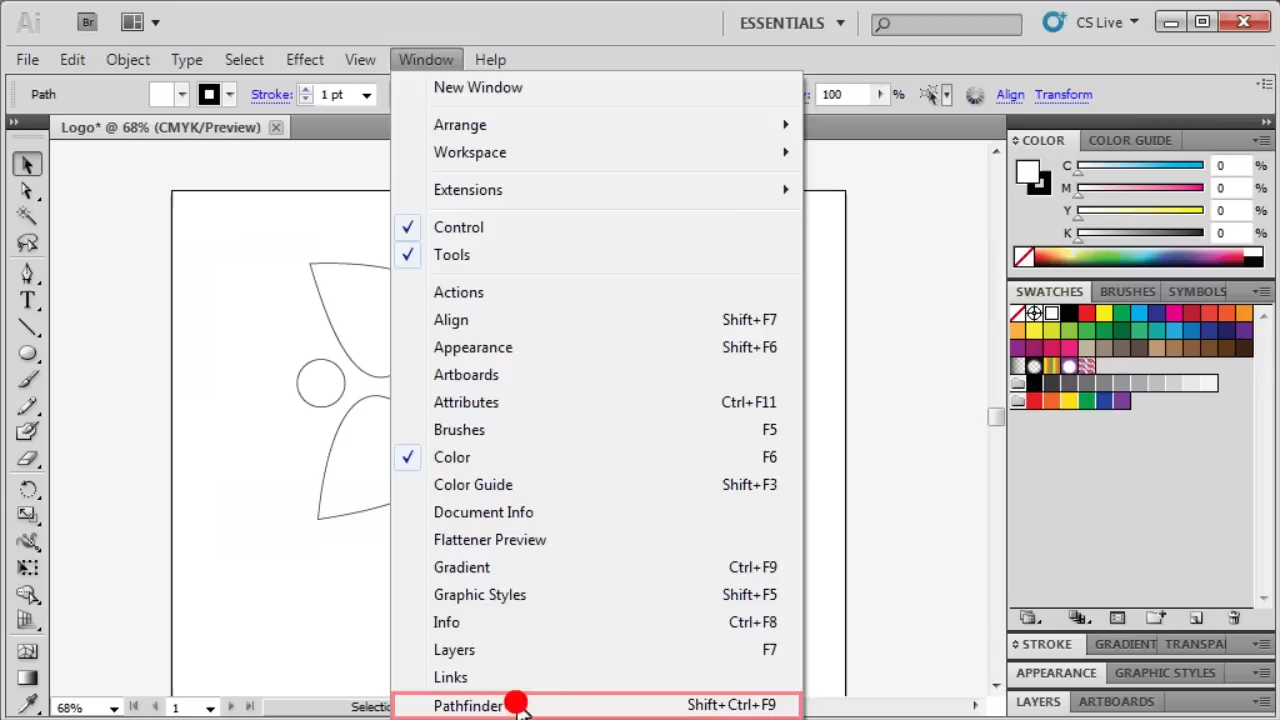 Ai Br ESSENTIALS CS Live
File Edit Object Type Select Effect View Window Help
Path Stroke: 1 pt 100 % Align Transform
Logo* @ 68% (CMYK/Preview)
New Window
Arrange
Workspace
Extensions
Control
Tools
Actions
Align Shift+F7
Appearance Shift+F6
Artboards
Attributes Ctrl+F11
Brushes F5
Color F6
Color Guide Shift+F3
Document Info
Flattener Preview
Gradient Ctrl+F9
Graphic Styles Shift+F5
Info Ctrl+F8
Layers F7
Links
Pathfinder Shift+Ctrl+F9
COLOR COLOR GUIDE
C 0 %
M 0 %
Y 0 %
K 0 %
SWATCHES BRUSHES SYMBOLS
STROKE GRADIENT TRANSPA
APPEARANCE GRAPHIC STYLES
LAYERS ARTBOARDS
68% 1 Selectio